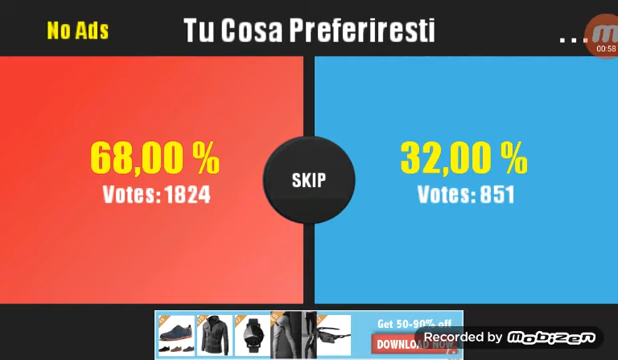 No Ads
Tu Cosa Preferiresti
...
00:58
68,00 %
Votes: 1824
SKIP
32,00 %
Votes: 851
Get 50-90% off
DOWNLOAD NOW
Recorded by MOBIZEN